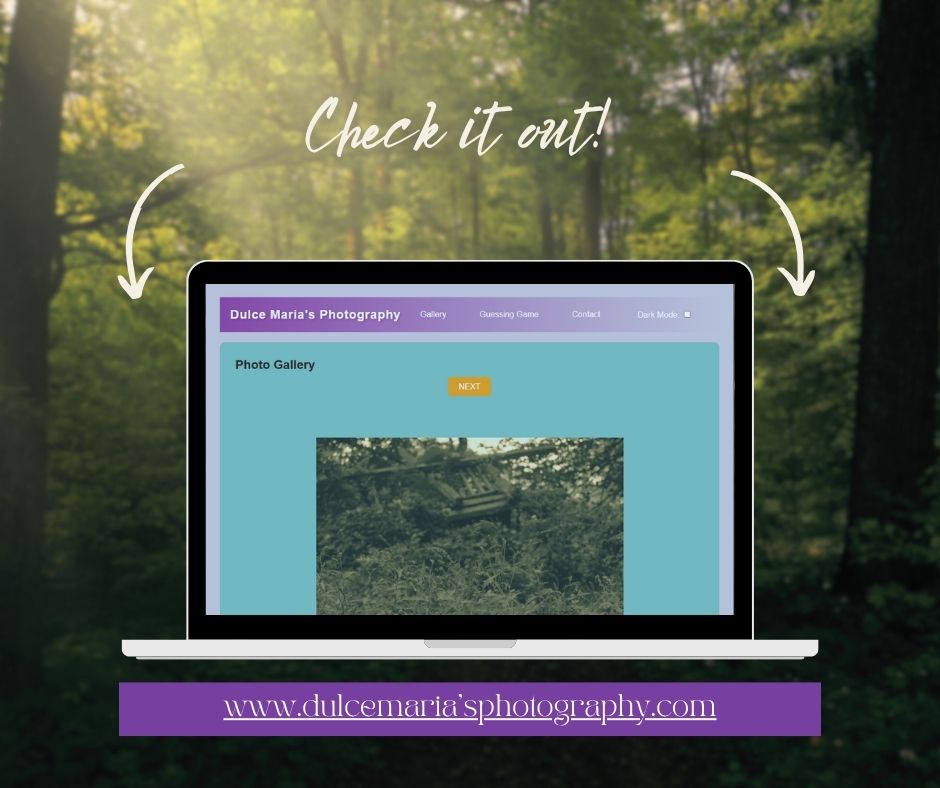 Check it out!
Dulce Maria's Photography Gallery Guessing Game Contact Dark Mode:
Photo Gallery
NEXT
www.dulcemaria'sphotography.com